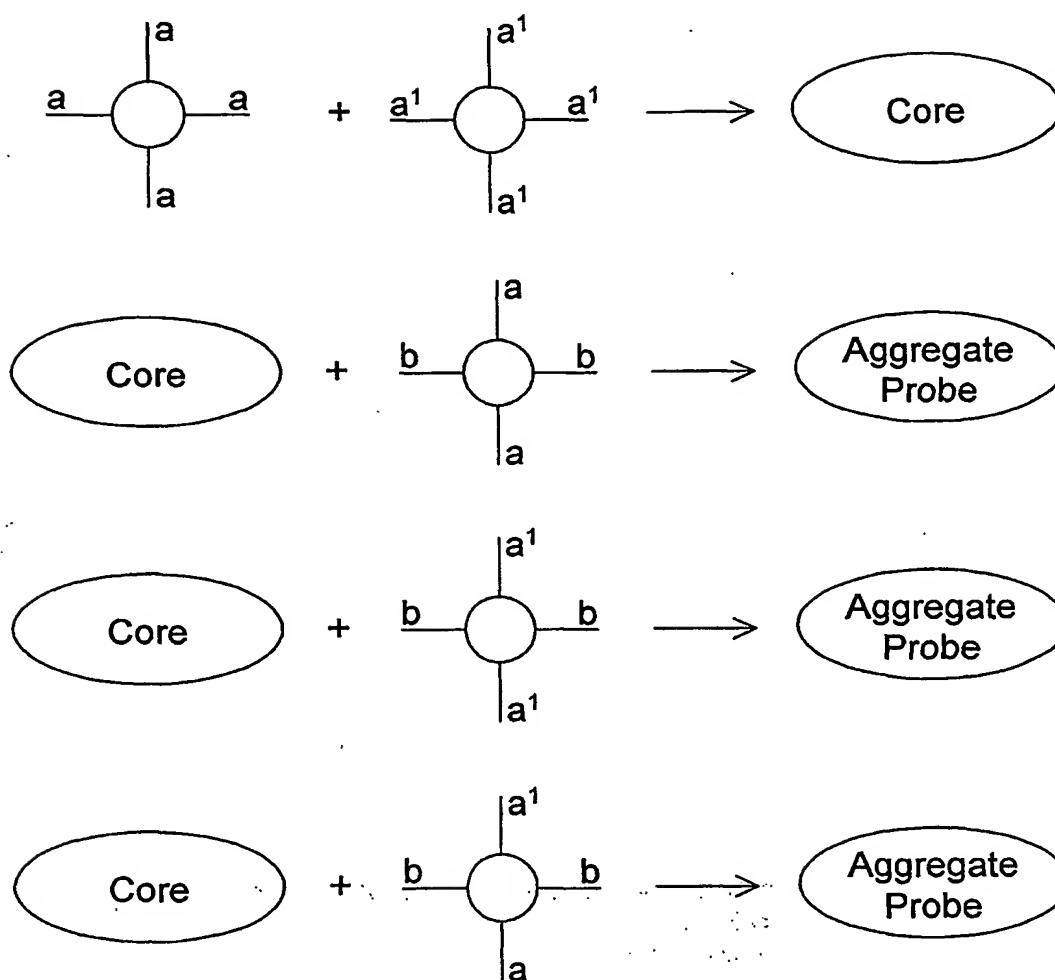 a a¹
a a + a¹ a¹ → Core
a a¹
a
Core + b b → Aggregate Probe
a
a¹
Core + b b → Aggregate Probe
a¹
a¹
Core + b b → Aggregate Probe
a